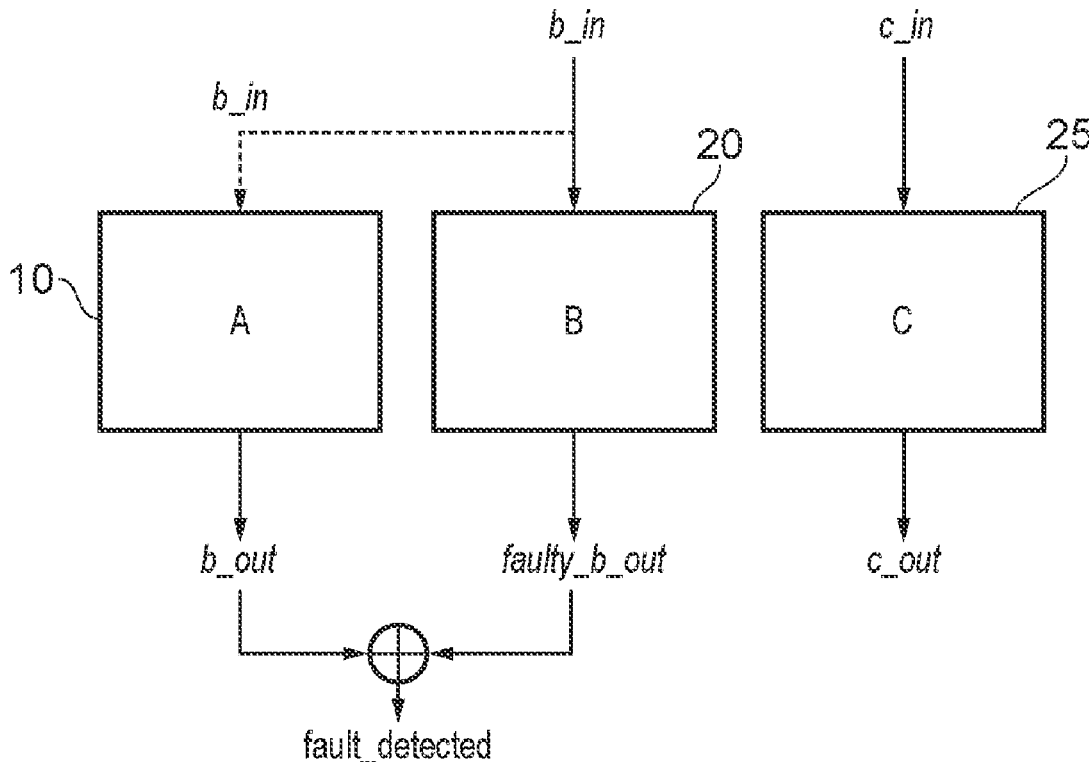 b_in
c_in
b_in
20
25
10
A
B
C
b_out
faulty_b_out
c_out
fault_detected